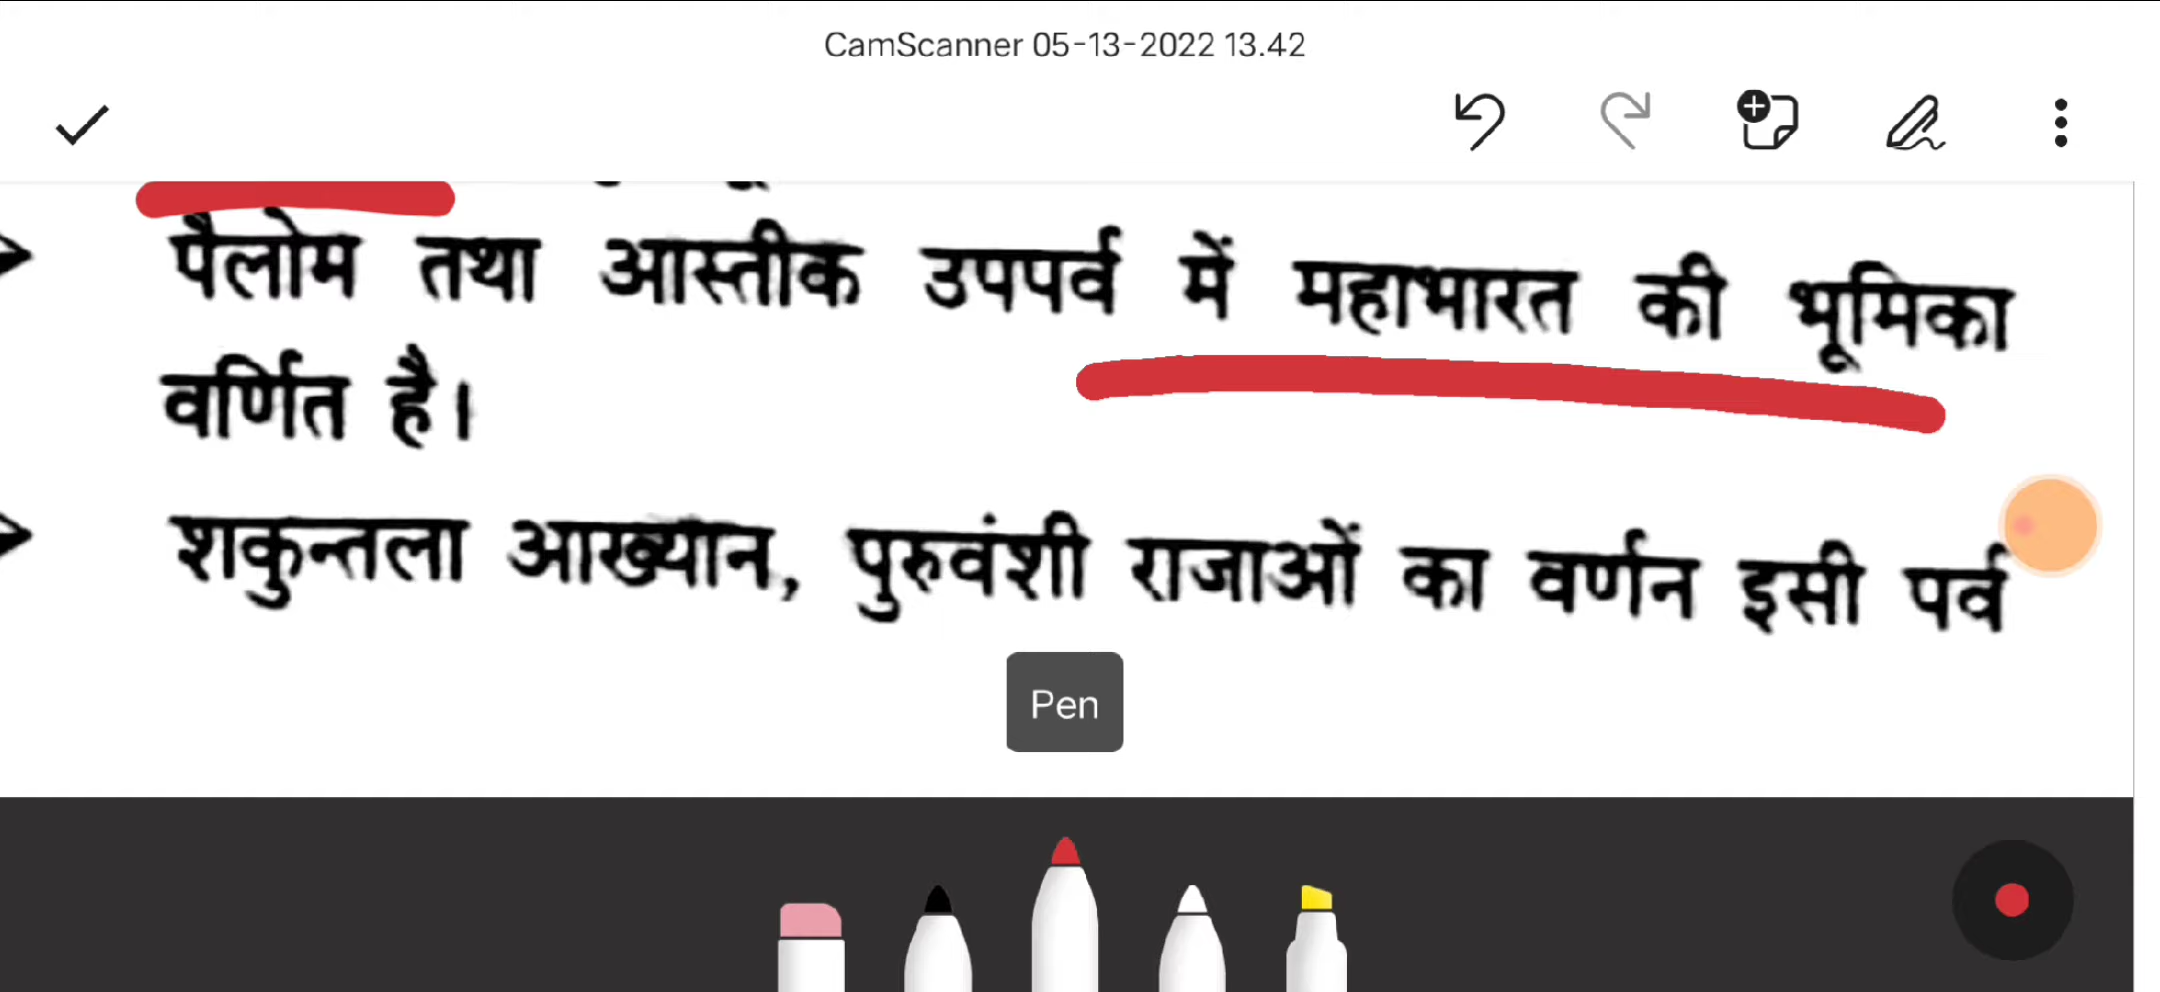 CamScanner 05-13-2022 13.42
पैलोम तथा आस्तीक उपपर्व में महाभारत की भूमिका
वर्णित है।
शकुन्तला आख्यान, पुरुवंशी राजाओं का वर्णन इसी पर्व
Pen